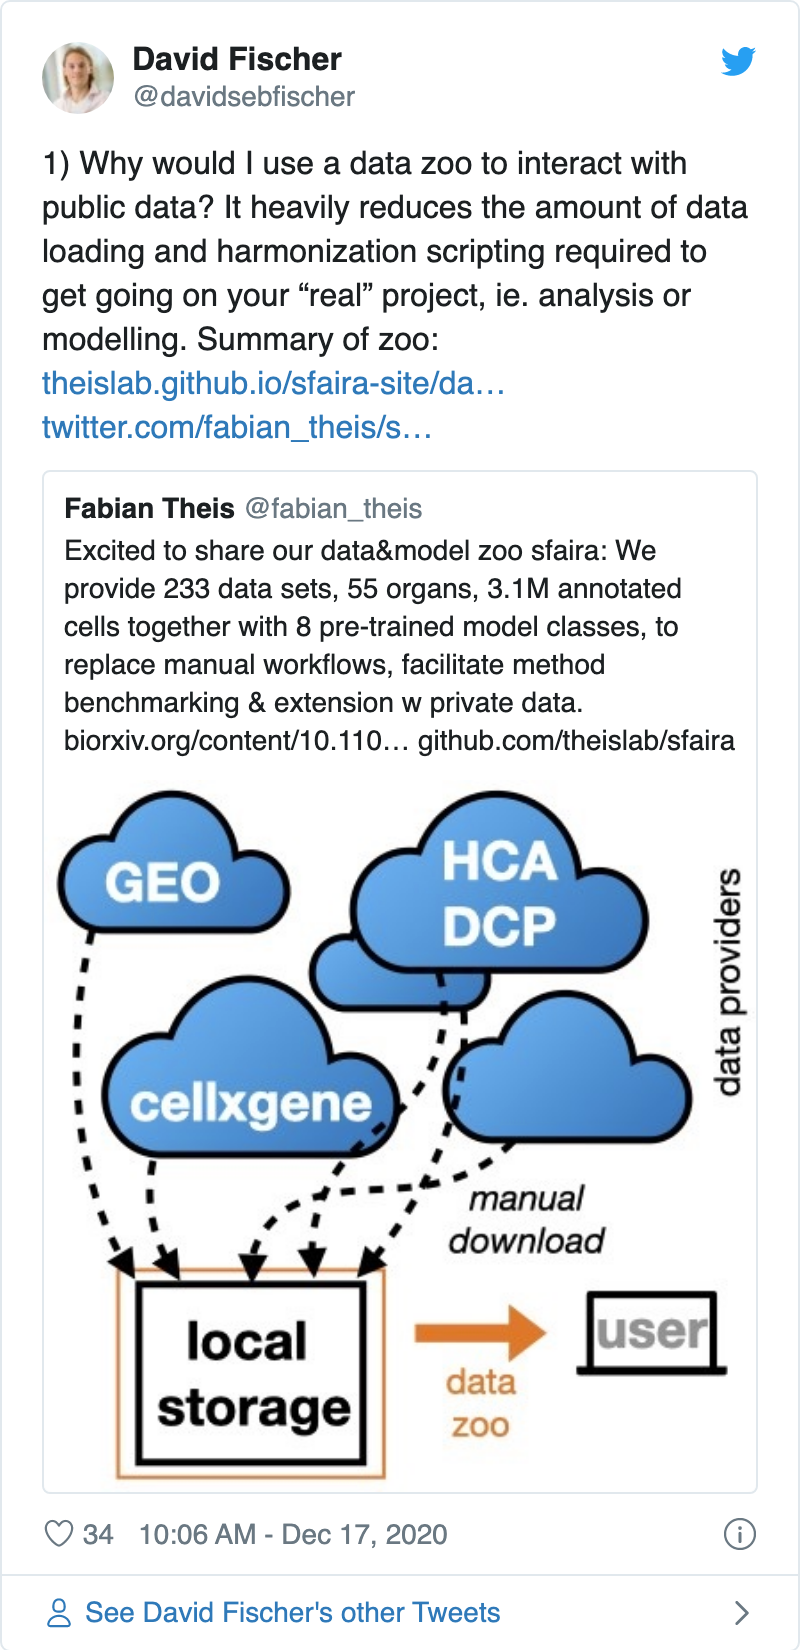 David Fischer
@davidsebfischer
1) Why would I use a data zoo to interact with
public data? It heavily reduces the amount of data
loading and harmonization scripting required to
get going on your “real” project, ie. analysis or
modelling. Summary of zoo:
theislab.github.io/sfaira-site/da…
twitter.com/fabian_theis/s…
Fabian Theis @fabian_theis
Excited to share our data&model zoo sfaira: We
provide 233 data sets, 55 organs, 3.1M annotated
cells together with 8 pre-trained model classes, to
replace manual workflows, facilitate method
benchmarking & extension w private data.
biorxiv.org/content/10.110… github.com/theislab/sfaira
GEO
HCA
DCP
data providers
cellxgene
manual
download
local
storage
data
zoo
user
34 10:06 AM - Dec 17, 2020
See David Fischer's other Tweets